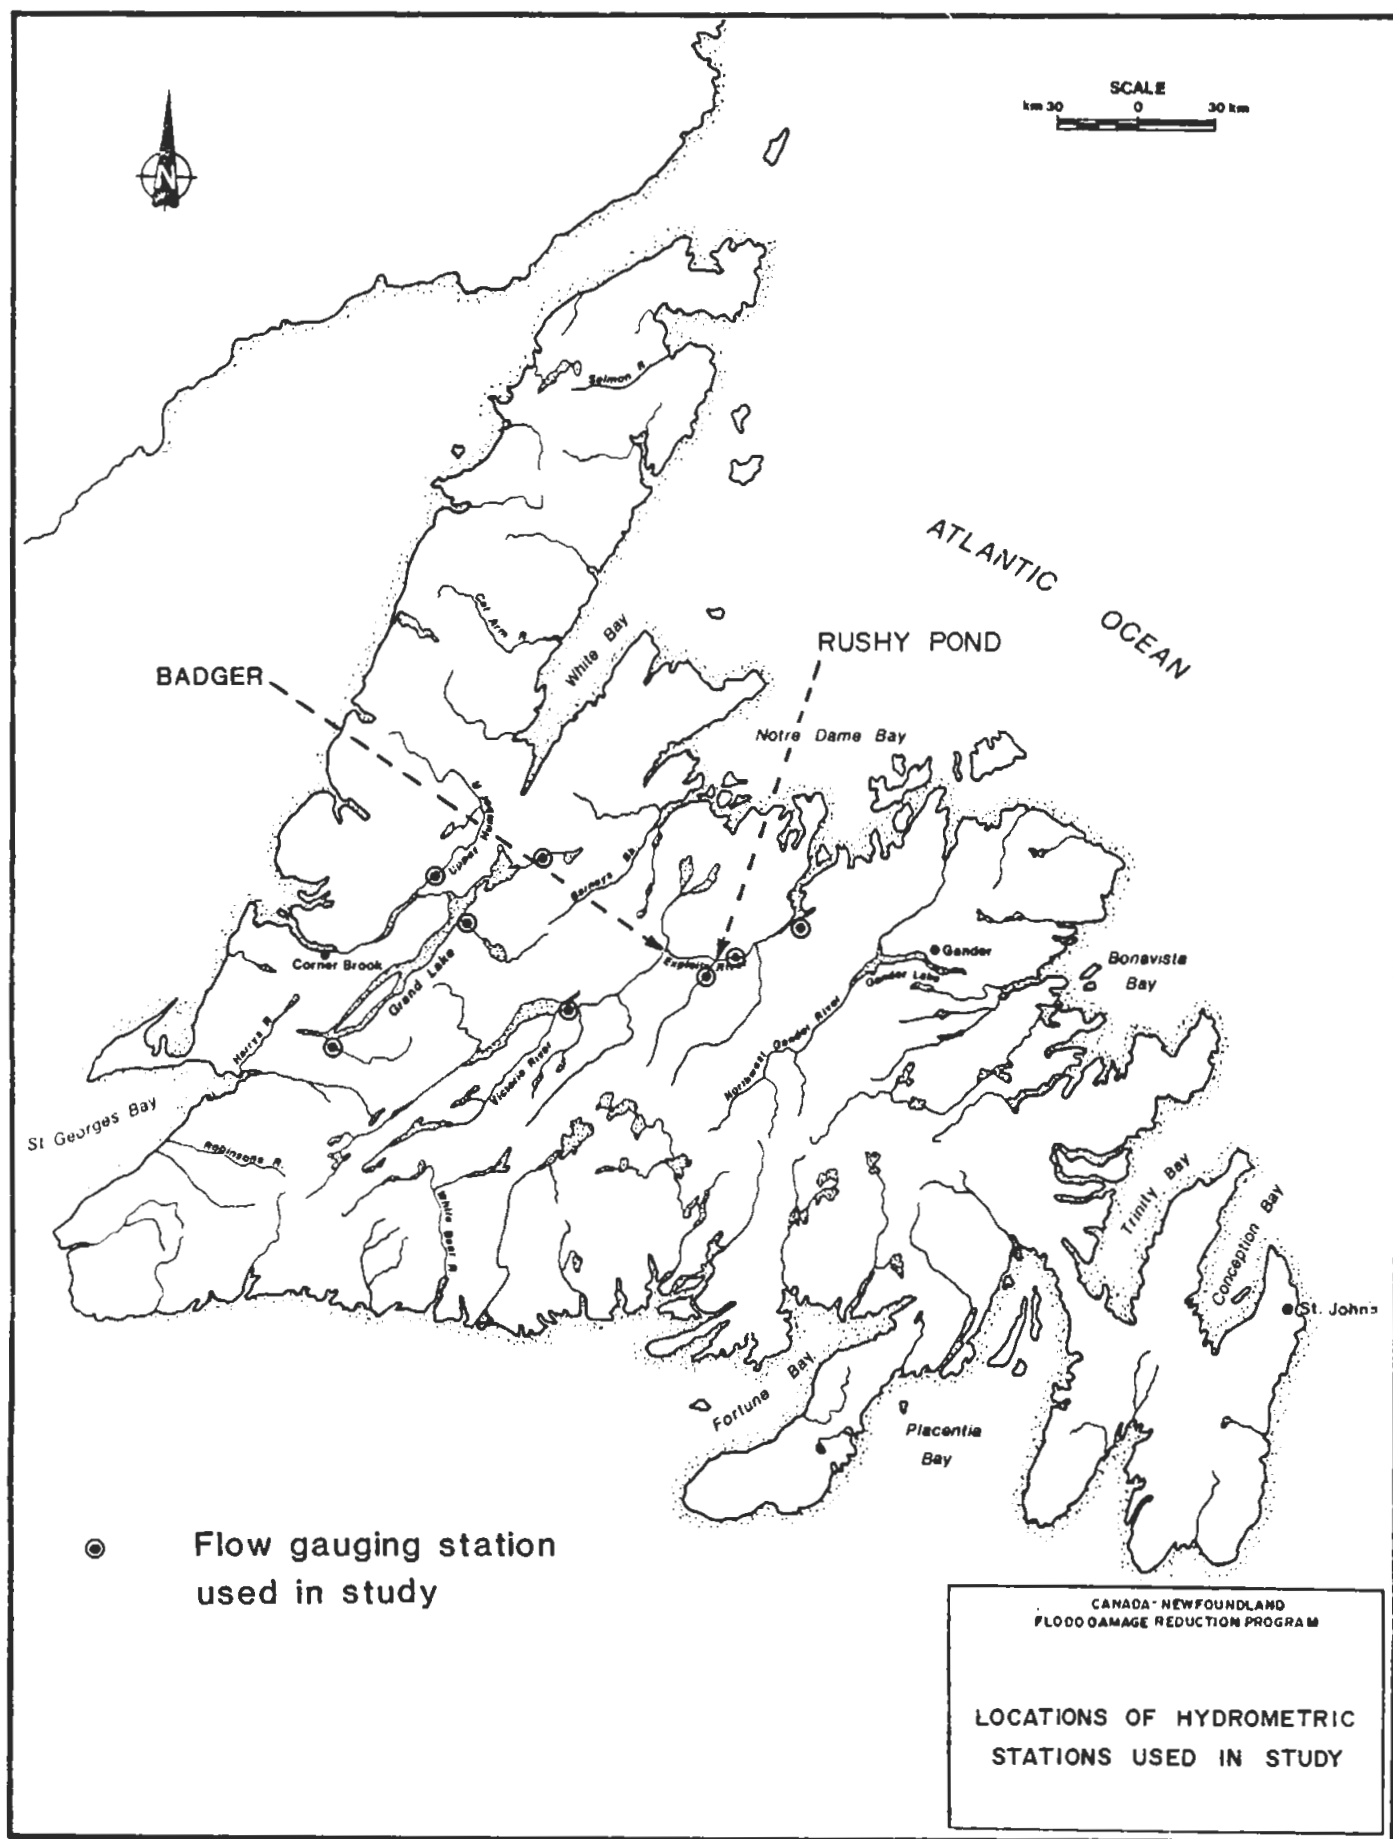 SCALE
km 30 0 30 km
N
Salmon R
ATLANTIC
OCEAN
Cat Arm R
White Bay
RUSHY POND
BADGER
Notre Dame Bay
Upper Hum
Corner Brook
Grand Lake
Exploits River
Gander
Gander Lake
Bonavista
Bay
Harrys R
Victoria River
Northwest Gander River
St Georges Bay
Robinsons R
White Bear R
Trinity Bay
Conception Bay
St. Johns
Fortune Bay
Placentia
Bay
Flow gauging station
used in study
CANADA-NEWFOUNDLAND
FLOOD DAMAGE REDUCTION PROGRAM
LOCATIONS OF HYDROMETRIC
STATIONS USED IN STUDY